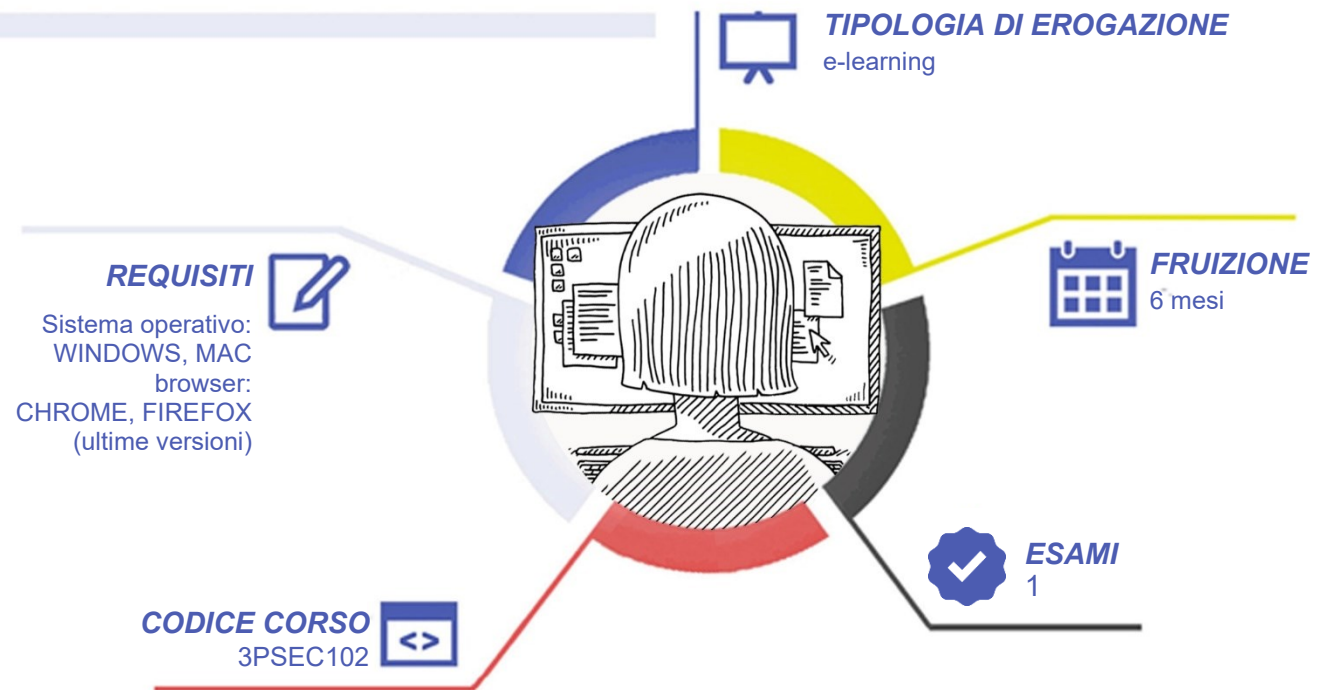 TIPOLOGIA DI EROGAZIONE
e-learning
REQUISITI
Sistema operativo:
WINDOWS, MAC
browser:
CHROME, FIREFOX
(ultime versioni)
FRUIZIONE
6 mesi
ESAMI
1
CODICE CORSO
3PSEC102